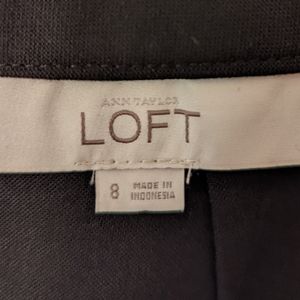 ANN TAYLOR
LOFT
8 MADE IN
INDONESIA